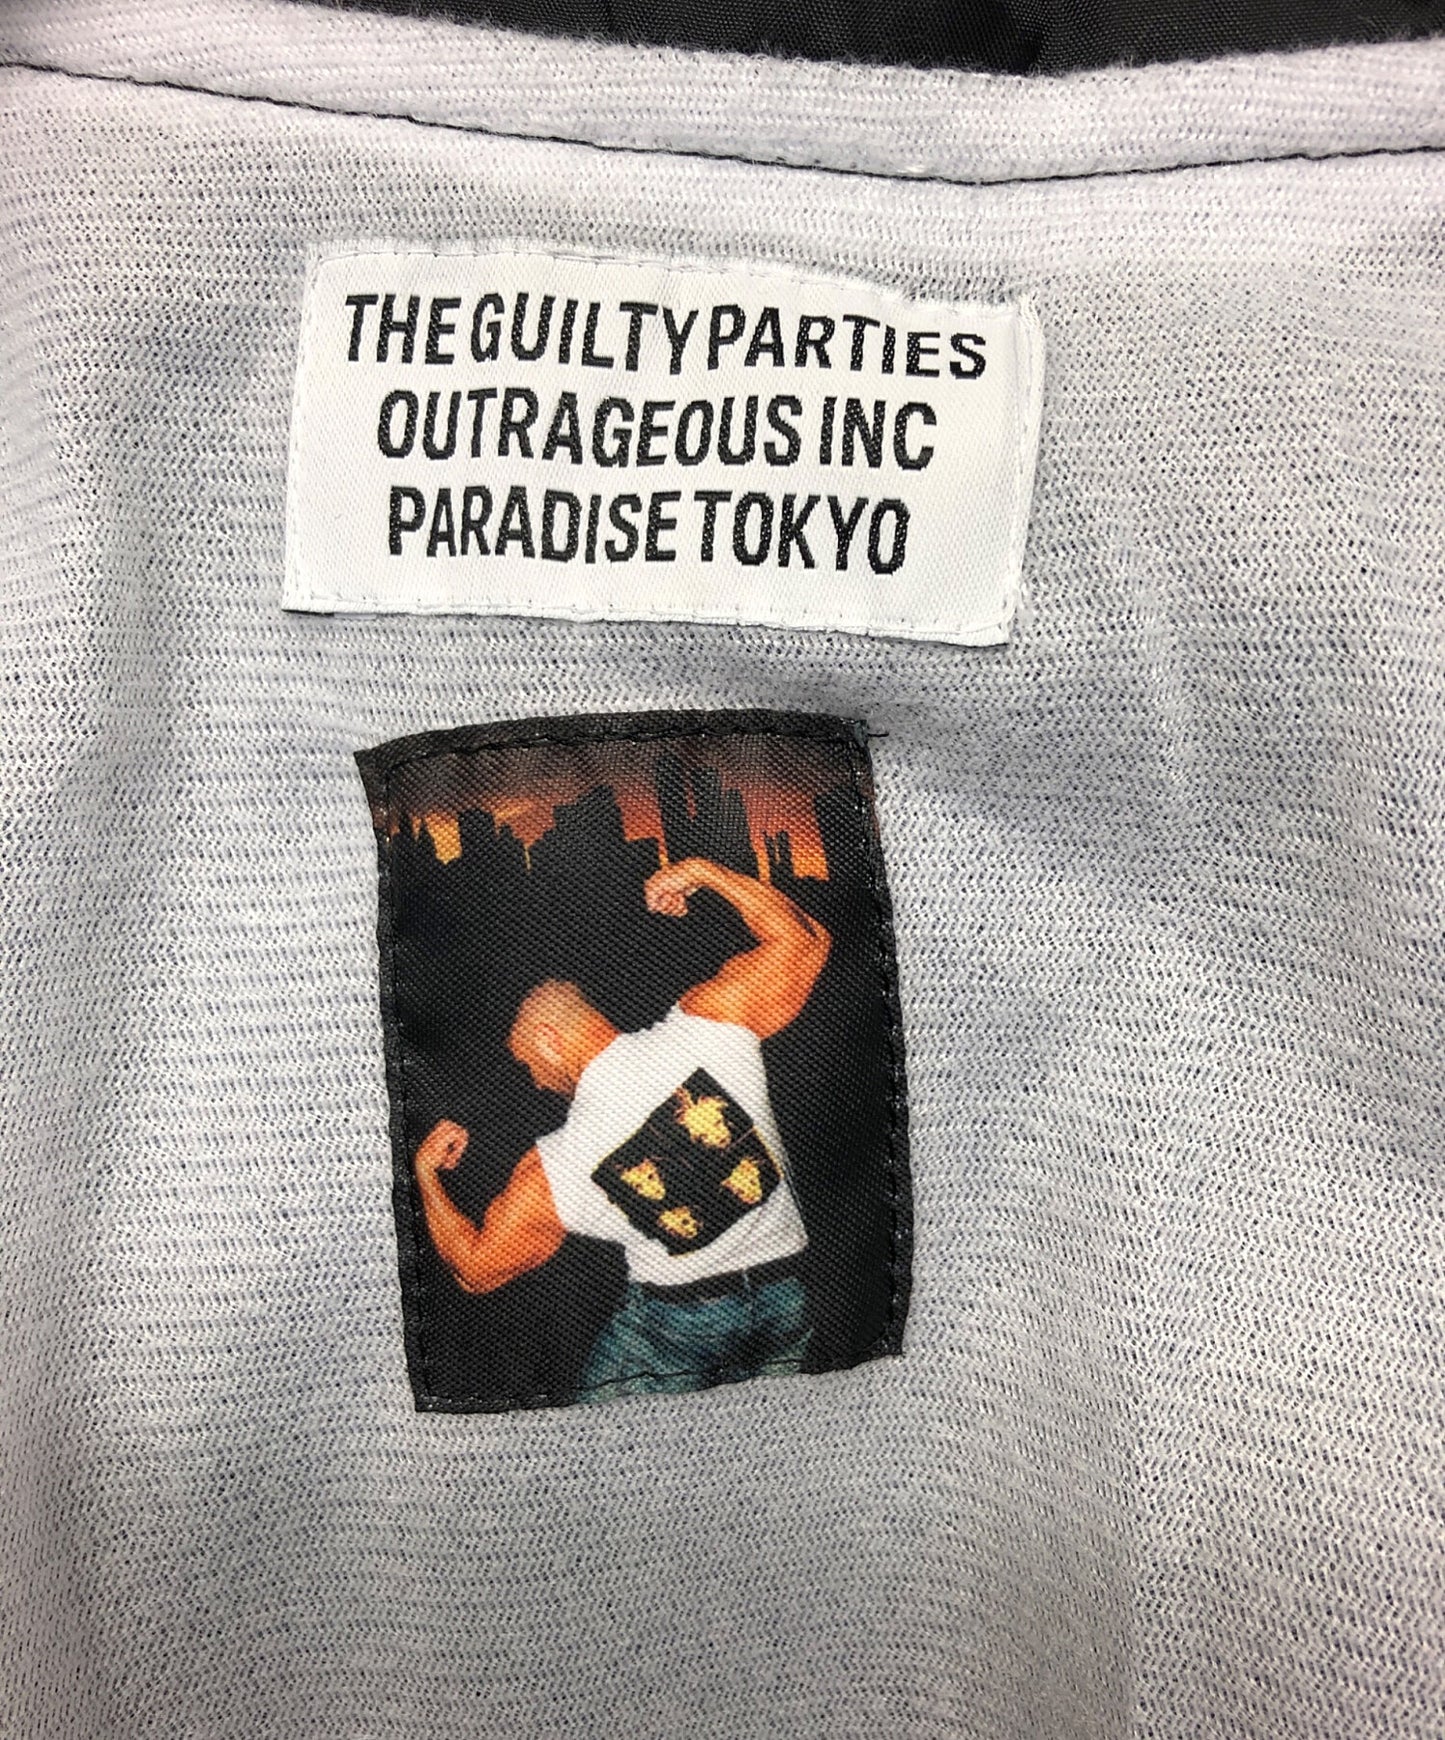 THE GUILTY PARTIES
OUTRAGEOUS INC
PARADISE TOKYO